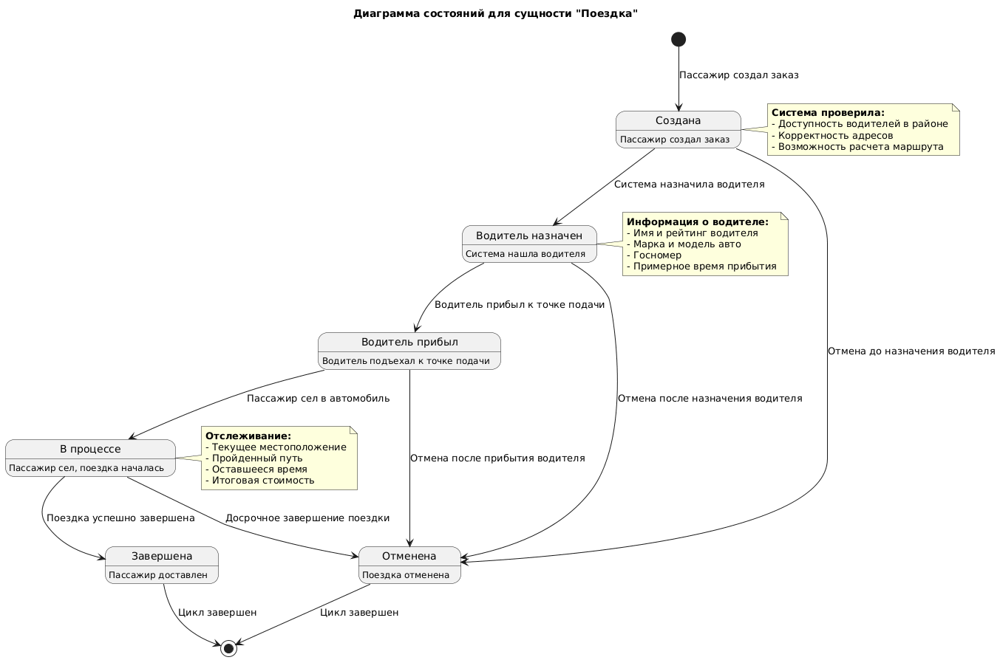 Диаграмма состояний для сущности "Поездка"
Пассажир создал заказ
Создана
Пассажир создал заказ
Система проверила:
- Доступность водителей в районе
- Корректность адресов
- Возможность расчета маршрута
Система назначила водителя
Водитель назначен
Система нашла водителя
Информация о водителе:
- Имя и рейтинг водителя
- Марка и модель авто
- Госномер
- Примерное время прибытия
Водитель прибыл к точке подачи
Водитель прибыл
Водитель подъехал к точке подачи
Отмена до назначения водителя
Пассажир сел в автомобиль
Отмена после назначения водителя
В процессе
Пассажир сел, поездка началась
Отслеживание:
- Текущее местоположение
- Пройденный путь
- Оставшееся время
- Итоговая стоимость
Отмена после прибытия водителя
Поездка успешно завершена
Досрочное завершение поездки
Завершена
Пассажир доставлен
Отменена
Поездка отменена
Цикл завершен
Цикл завершен